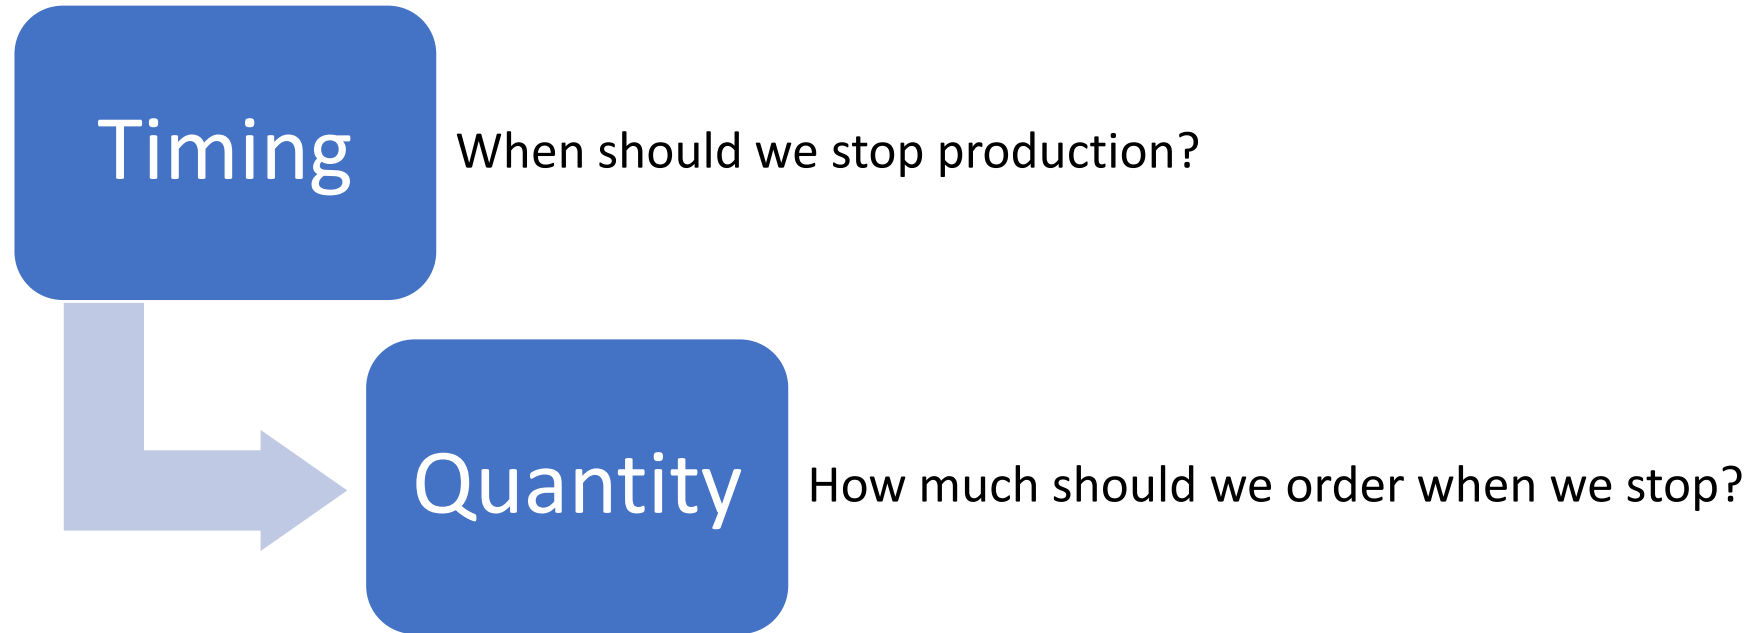 Timing
When should we stop production?
Quantity
How much should we order when we stop?